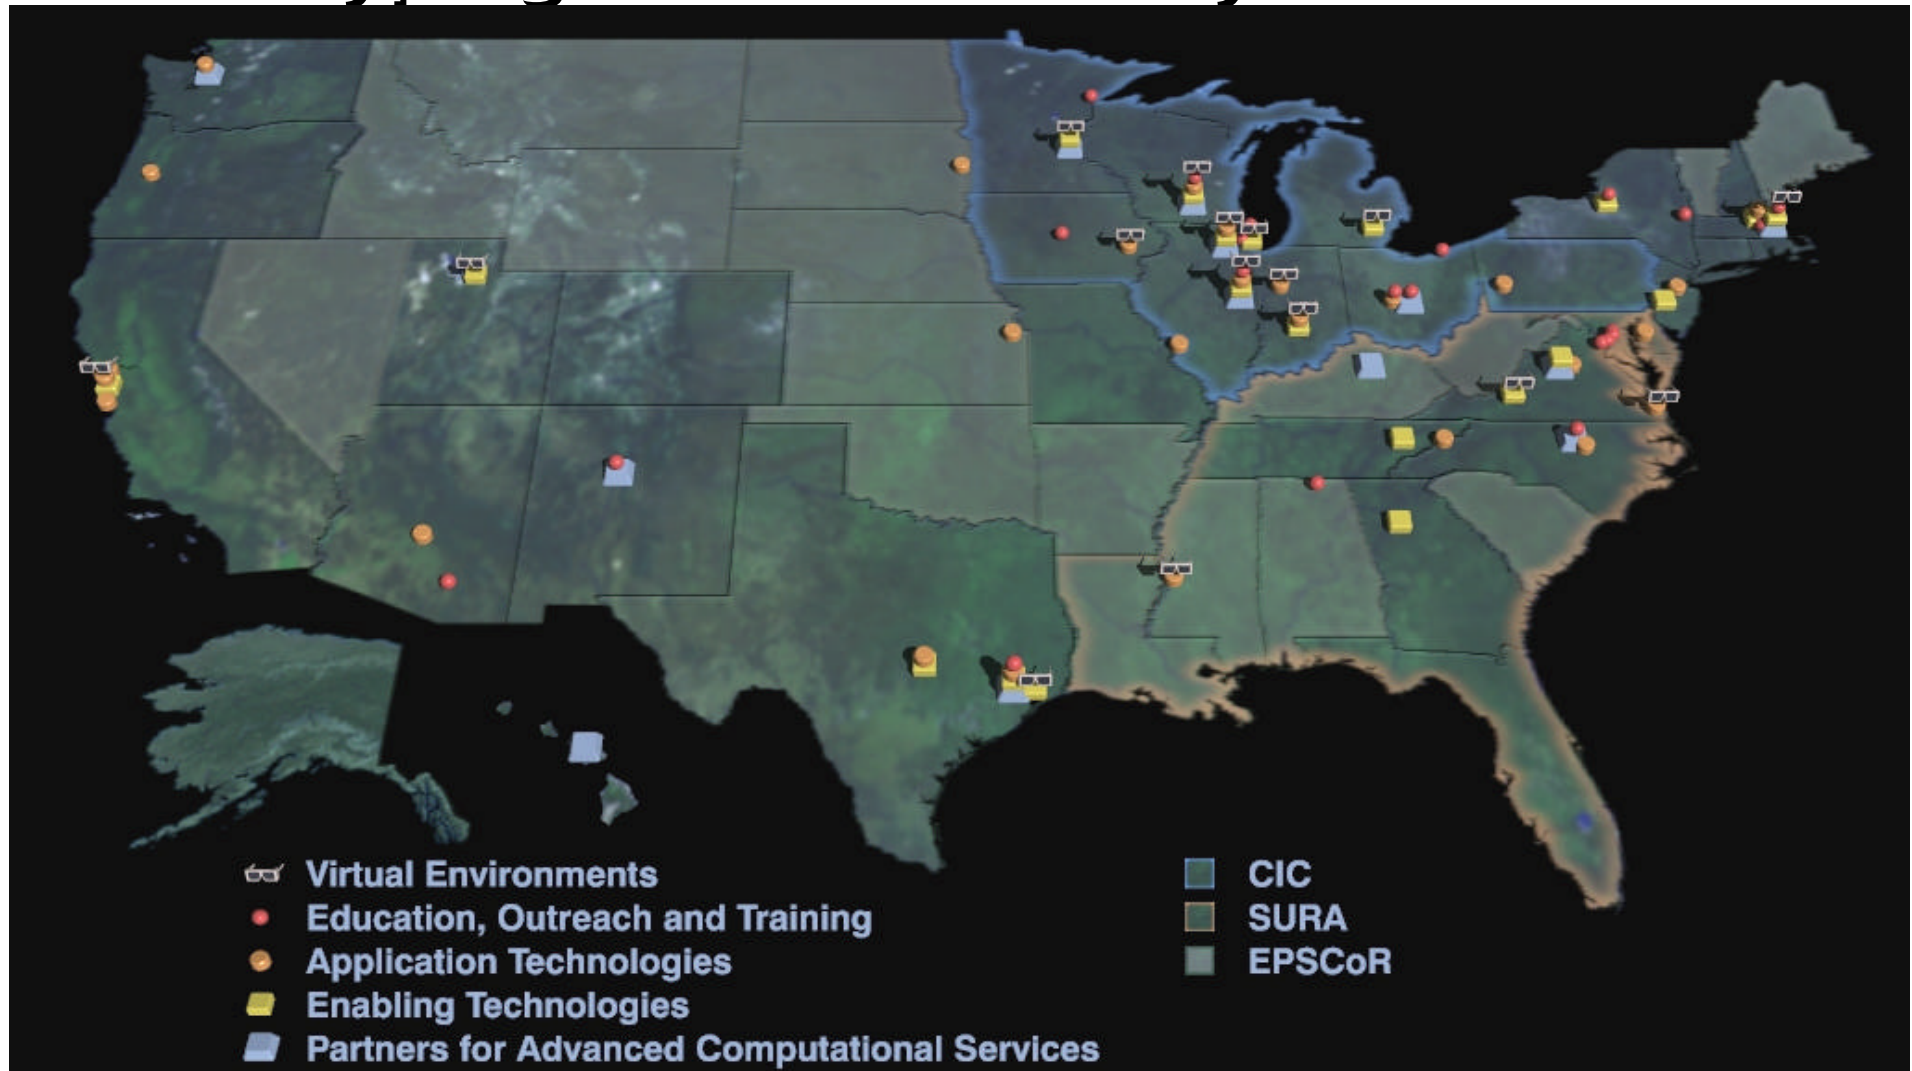 Virtual Environments
Education, Outreach and Training
Application Technologies
Enabling Technologies
Partners for Advanced Computational Services
CIC
SURA
EPSCoR